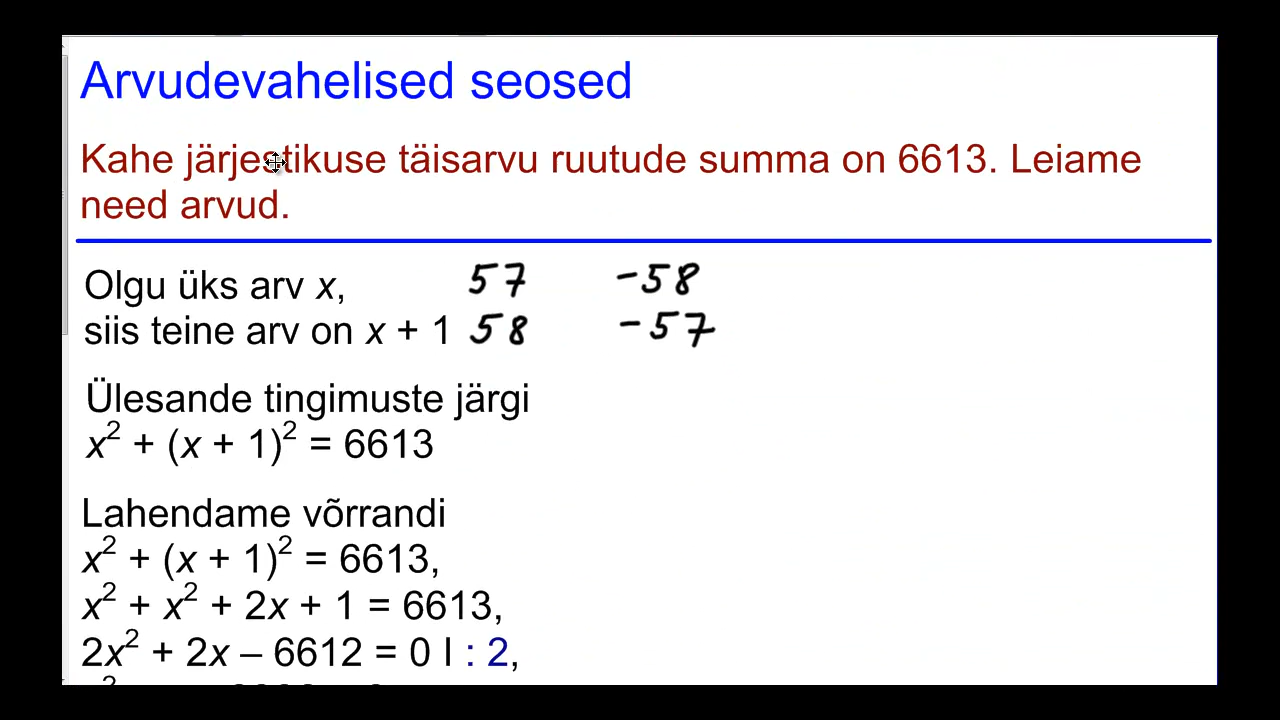 Arvudevahelised seosed
Kahe järjestikuse täisarvu ruutude summa on 6613. Leiame
need arvud.
Olgu üks arv x, 57 -58
siis teine arv on x + 1 58 -57
Ülesande tingimuste järgi
x² + (x + 1)² = 6613
Lahendame võrrandi
x² + (x + 1)² = 6613,
x² + x² + 2x + 1 = 6613,
2x² + 2x – 6612 = 0 I : 2,